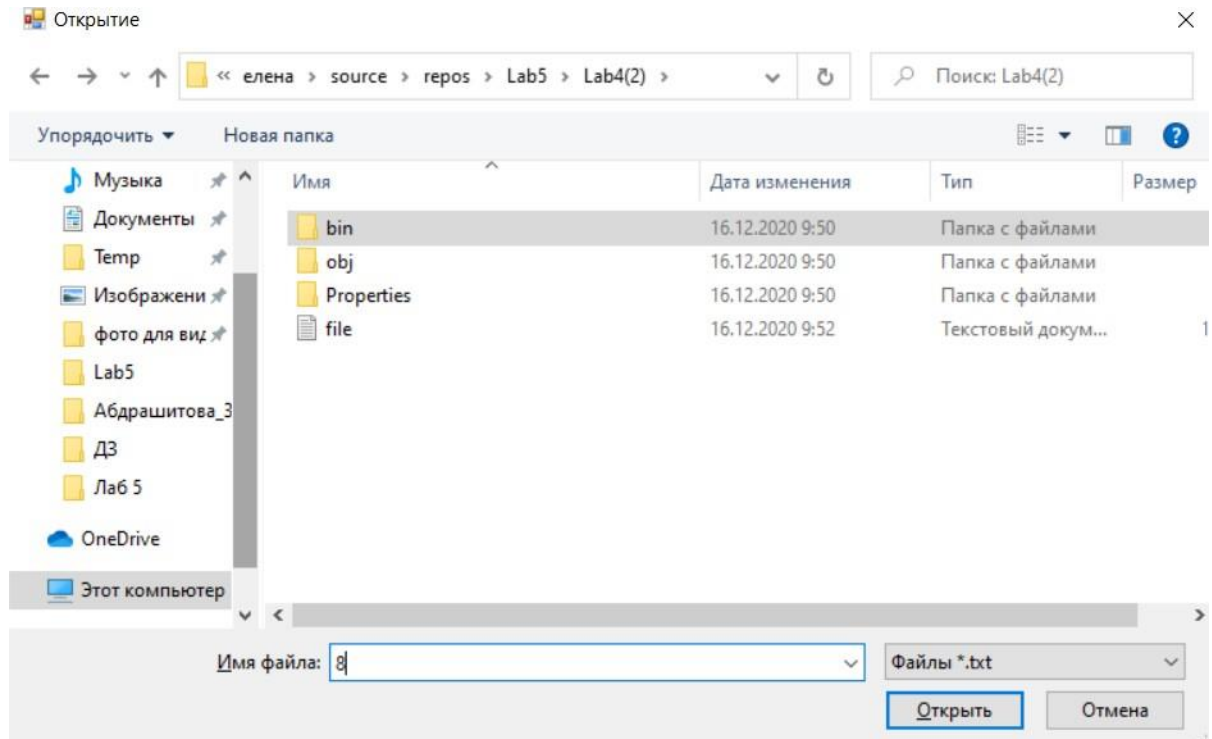 Открытие
« елена › source › repos › Lab5 › Lab4(2) ›
Поиск: Lab4(2)
Упорядочить
Новая папка
?
Имя
Дата изменения
Тип
Размер
Музыка
Документы
Temp
Изображени
фото для вид
Lab5
Абдрашитова_3
ДЗ
Лаб 5
OneDrive
Этот компьютер
bin 16.12.2020 9:50 Папка с файлами
obj 16.12.2020 9:50 Папка с файлами
Properties 16.12.2020 9:50 Папка с файлами
file 16.12.2020 9:52 Текстовый докум... 1
Имя файла: 8
Файлы *.txt
Открыть
Отмена